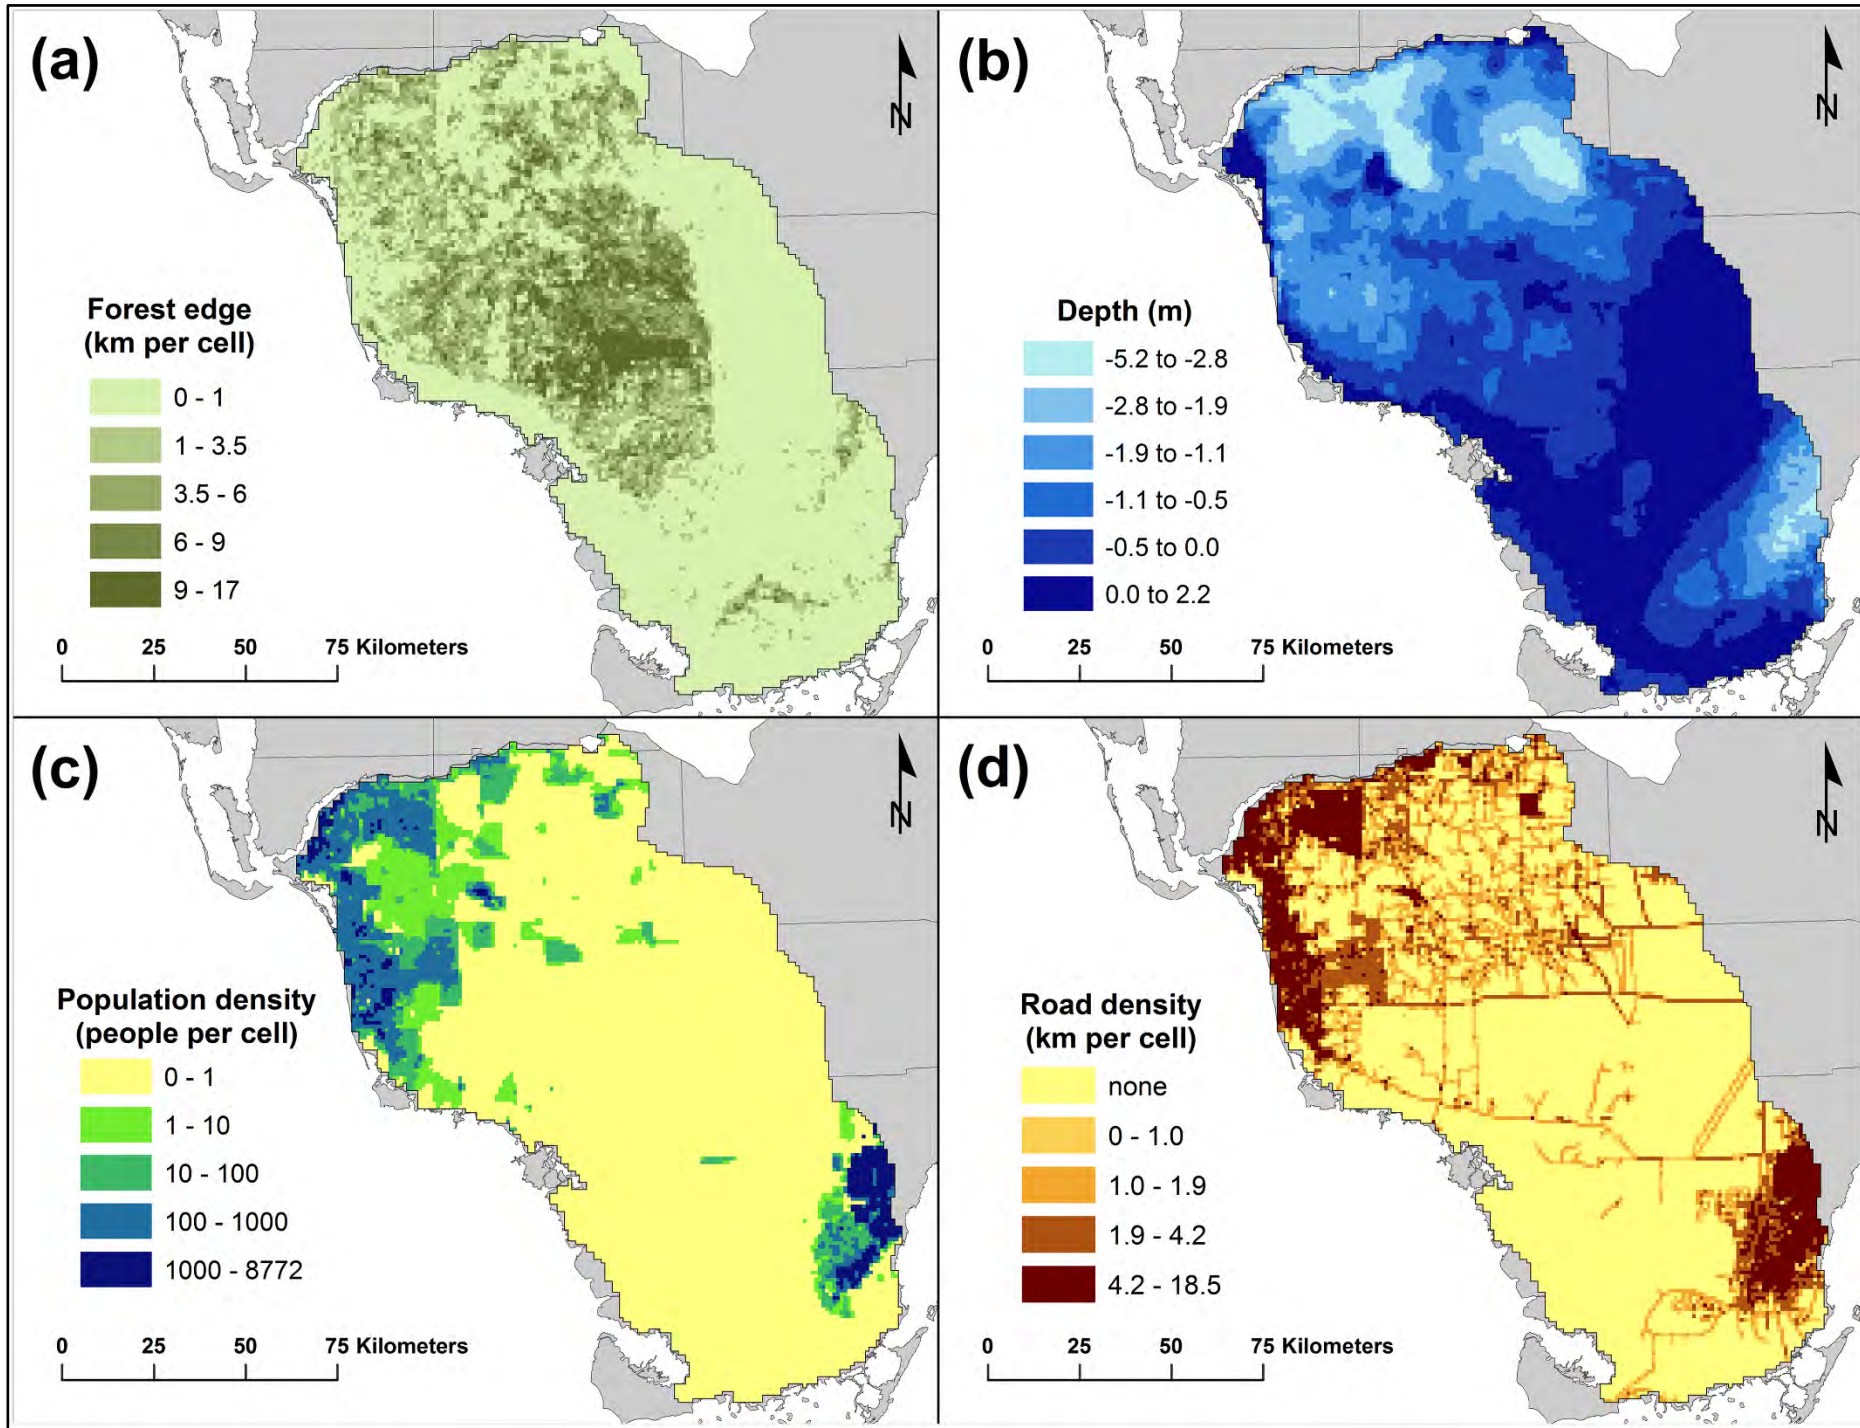 (a)
N
Forest edge
(km per cell)
0 - 1
1 - 3.5
3.5 - 6
6 - 9
9 - 17
0 25 50 75 Kilometers
(b)
N
Depth (m)
-5.2 to -2.8
-2.8 to -1.9
-1.9 to -1.1
-1.1 to -0.5
-0.5 to 0.0
0.0 to 2.2
0 25 50 75 Kilometers
(c)
N
Population density
(people per cell)
0 - 1
1 - 10
10 - 100
100 - 1000
1000 - 8772
0 25 50 75 Kilometers
(d)
N
Road density
(km per cell)
none
0 - 1.0
1.0 - 1.9
1.9 - 4.2
4.2 - 18.5
0 25 50 75 Kilometers